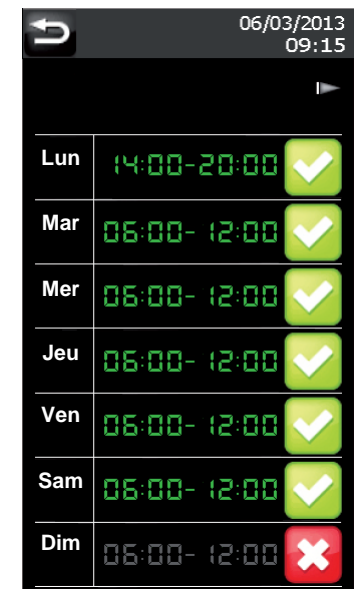 06/03/2013
09:15
Lun 14:00-20:00
Mar 06:00-12:00
Mer 06:00-12:00
Jeu 06:00-12:00
Ven 06:00-12:00
Sam 06:00-12:00
Dim 06:00-12:00